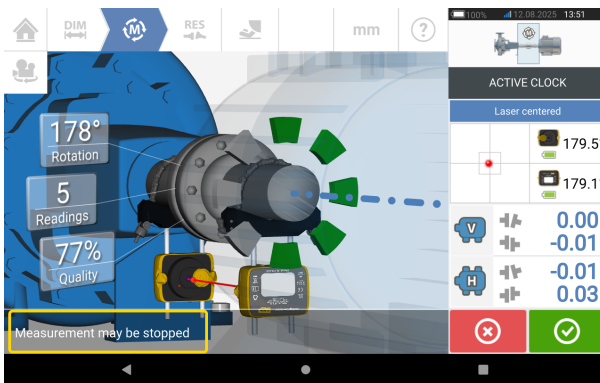 DIM
M
RES
mm
?
100%
12.08.2025 13:51
M
ACTIVE CLOCK
Laser centered
179.5
179.1
178°
Rotation
5
Readings
77%
Quality
V
0.00
-0.01
H
-0.01
0.03
Measurement may be stopped